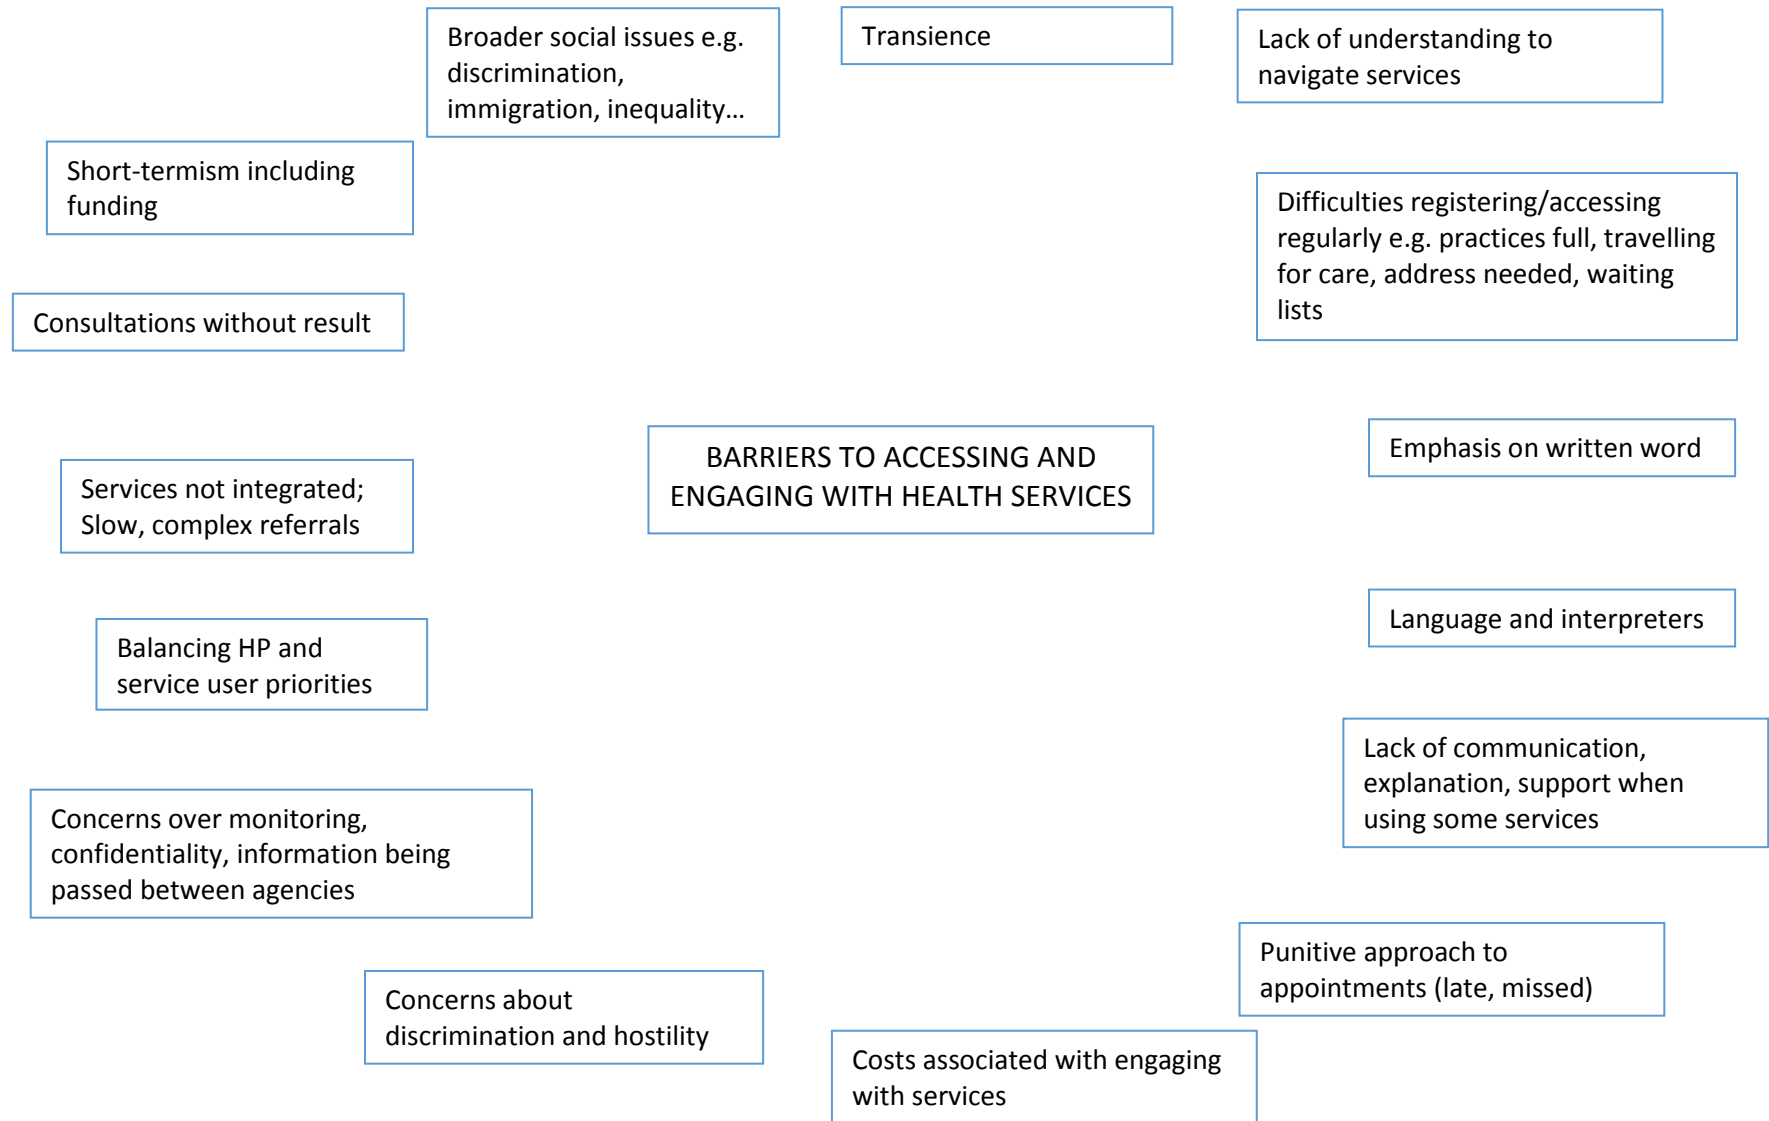 Broader social issues e.g.
discrimination,
immigration, inequality...
Transience
Lack of understanding to
navigate services
Short-termism including
funding
Difficulties registering/accessing
regularly e.g. practices full, travelling
for care, address needed, waiting
lists
Consultations without result
BARRIERS TO ACCESSING AND
ENGAGING WITH HEALTH SERVICES
Emphasis on written word
Services not integrated;
Slow, complex referrals
Language and interpreters
Balancing HP and
service user priorities
Lack of communication,
explanation, support when
using some services
Concerns over monitoring,
confidentiality, information being
passed between agencies
Punitive approach to
appointments (late, missed)
Concerns about
discrimination and hostility
Costs associated with engaging
with services